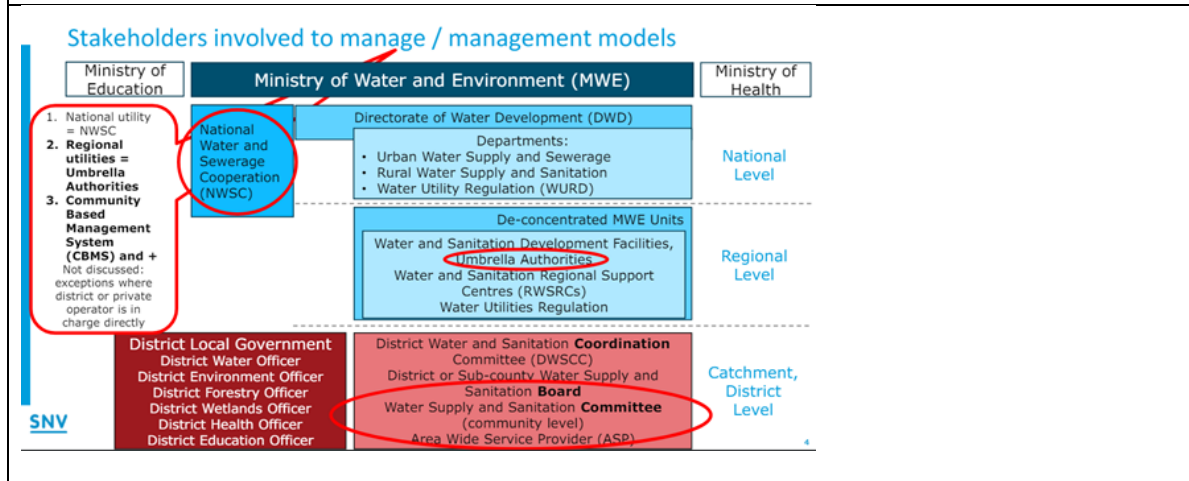 Stakeholders involved to manage / management models
Ministry of
Education
Ministry of Water and Environment (MWE)
Ministry of
Health
1. National utility
= NWSC
2. Regional
utilities =
Umbrella
Authorities
3. Community
Based
Management
System
(CBMS) and +
Not discussed:
exceptions where
district or private
operator is in
charge directly
National
Water and
Sewerage
Cooperation
(NWSC)
Directorate of Water Development (DWD)
Departments:
• Urban Water Supply and Sewerage
• Rural Water Supply and Sanitation
• Water Utility Regulation (WURD)
National
Level
De-concentrated MWE Units
Water and Sanitation Development Facilities,
Umbrella Authorities
Water and Sanitation Regional Support
Centres (RWSRCs)
Water Utilities Regulation
Regional
Level
District Local Government
District Water Officer
District Environment Officer
District Forestry Officer
District Wetlands Officer
District Health Officer
District Education Officer
District Water and Sanitation Coordination
Committee (DWSCC)
District or Sub-county Water Supply and
Sanitation Board
Water Supply and Sanitation Committee
(community level)
Area Wide Service Provider (ASP)
Catchment,
District
Level
SNV
4